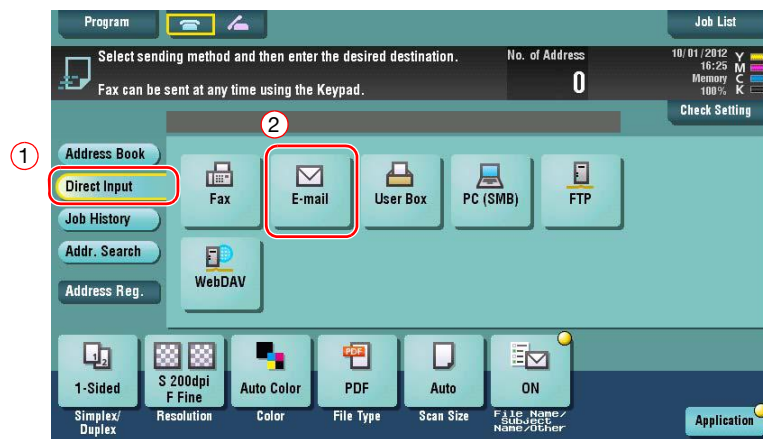 Program
Job List
Select sending method and then enter the desired destination.
Fax can be sent at any time using the Keypad.
No. of Address
0
10/01/2012
16:25
Memory
100%
Y
M
C
K
Check Setting
2
1
Address Book
Direct Input
Job History
Addr. Search
Address Reg.
Fax
E-mail
User Box
PC (SMB)
FTP
WebDAV
1
2
1-Sided
S 200dpi
F Fine
Auto Color
PDF
PDF
Auto
ON
Simplex/
Duplex
Resolution
Color
File Type
Scan Size
File Name/
Subject
Name/Other
Application